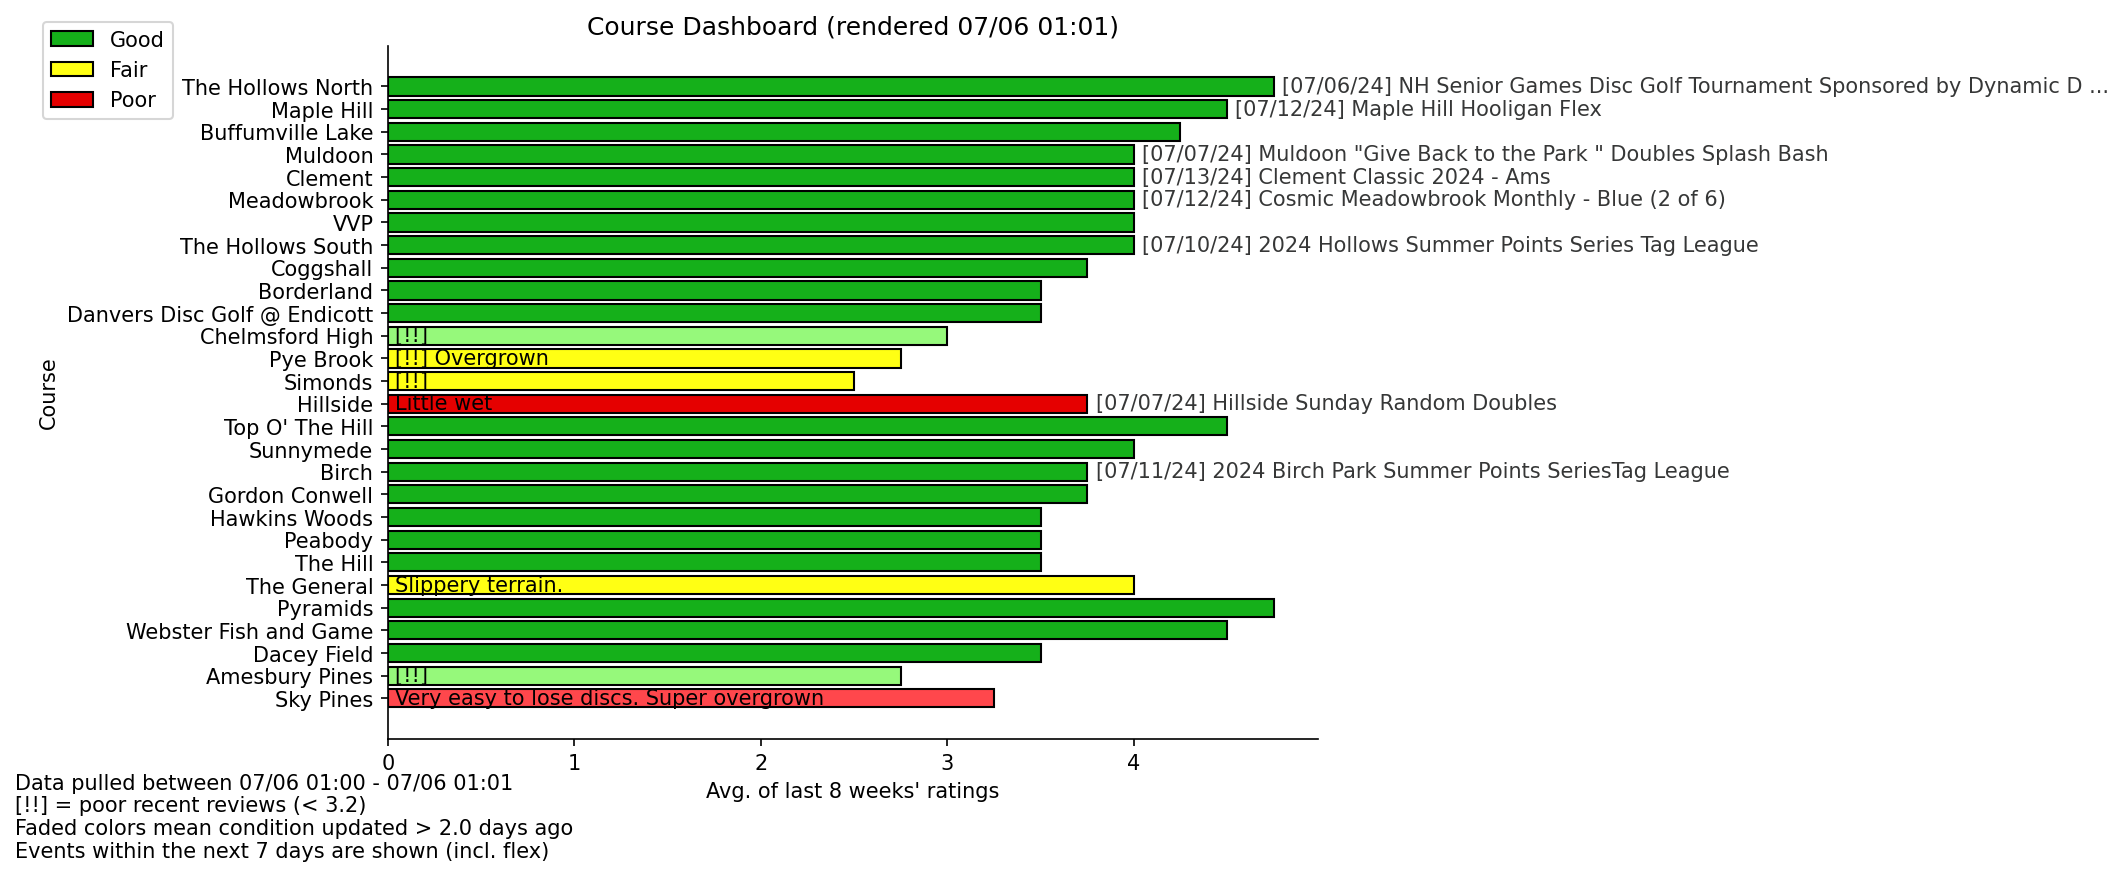 Course Dashboard (rendered 07/06 01:01)
Good
Fair
Poor
The Hollows North [07/06/24] NH Senior Games Disc Golf Tournament Sponsored by Dynamic D ...
Maple Hill [07/12/24] Maple Hill Hooligan Flex
Buffumville Lake
Muldoon [07/07/24] Muldoon "Give Back to the Park " Doubles Splash Bash
Clement [07/13/24] Clement Classic 2024 - Ams
Meadowbrook [07/12/24] Cosmic Meadowbrook Monthly - Blue (2 of 6)
VVP
The Hollows South [07/10/24] 2024 Hollows Summer Points Series Tag League
Coggshall
Borderland
Danvers Disc Golf @ Endicott
Chelmsford High [!!]
Pye Brook [!!] Overgrown
Simonds [!!]
Hillside Little wet [07/07/24] Hillside Sunday Random Doubles
Top O' The Hill
Sunnymede
Birch [07/11/24] 2024 Birch Park Summer Points SeriesTag League
Gordon Conwell
Hawkins Woods
Peabody
The Hill
The General Slippery terrain.
Pyramids
Webster Fish and Game
Dacey Field
Amesbury Pines [!!]
Sky Pines Very easy to lose discs. Super overgrown
Course
0 1 2 3 4
Avg. of last 8 weeks' ratings
Data pulled between 07/06 01:00 - 07/06 01:01
[!!] = poor recent reviews (< 3.2)
Faded colors mean condition updated > 2.0 days ago
Events within the next 7 days are shown (incl. flex)